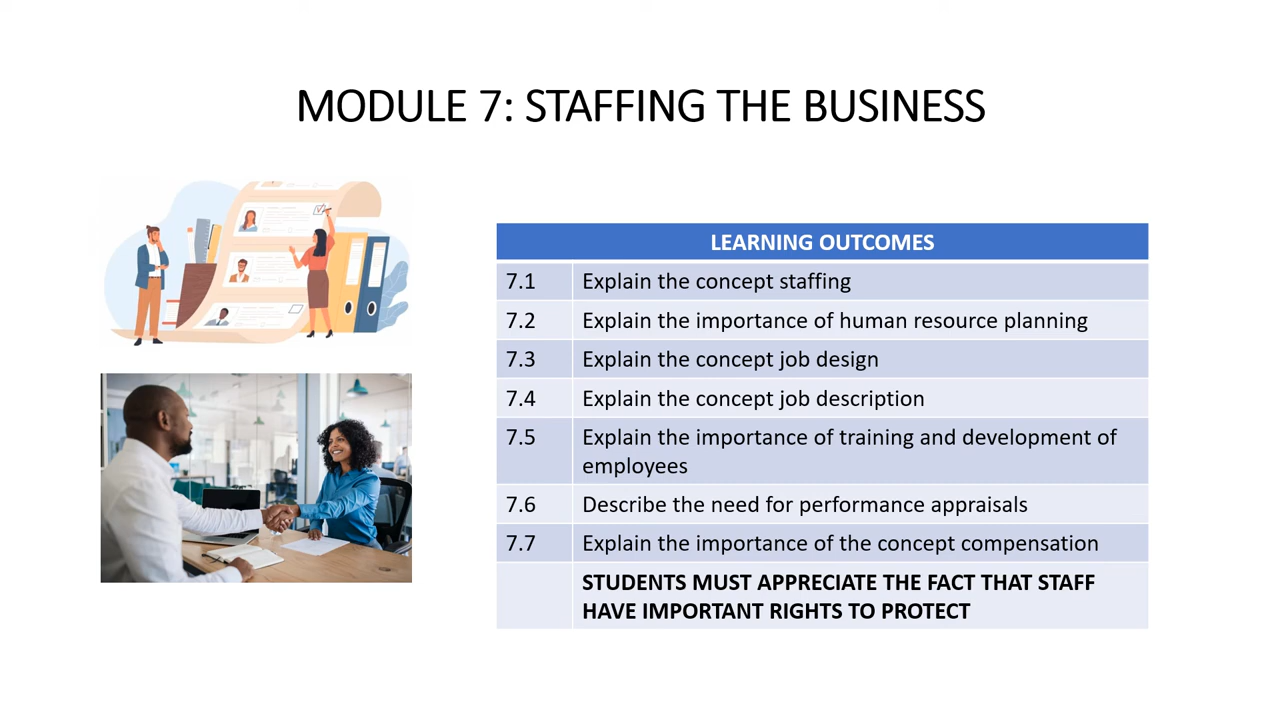 MODULE 7: STAFFING THE BUSINESS
LEARNING OUTCOMES
7.1 Explain the concept staffing
7.2 Explain the importance of human resource planning
7.3 Explain the concept job design
7.4 Explain the concept job description
7.5 Explain the importance of training and development of
employees
7.6 Describe the need for performance appraisals
7.7 Explain the importance of the concept compensation
STUDENTS MUST APPRECIATE THE FACT THAT STAFF
HAVE IMPORTANT RIGHTS TO PROTECT